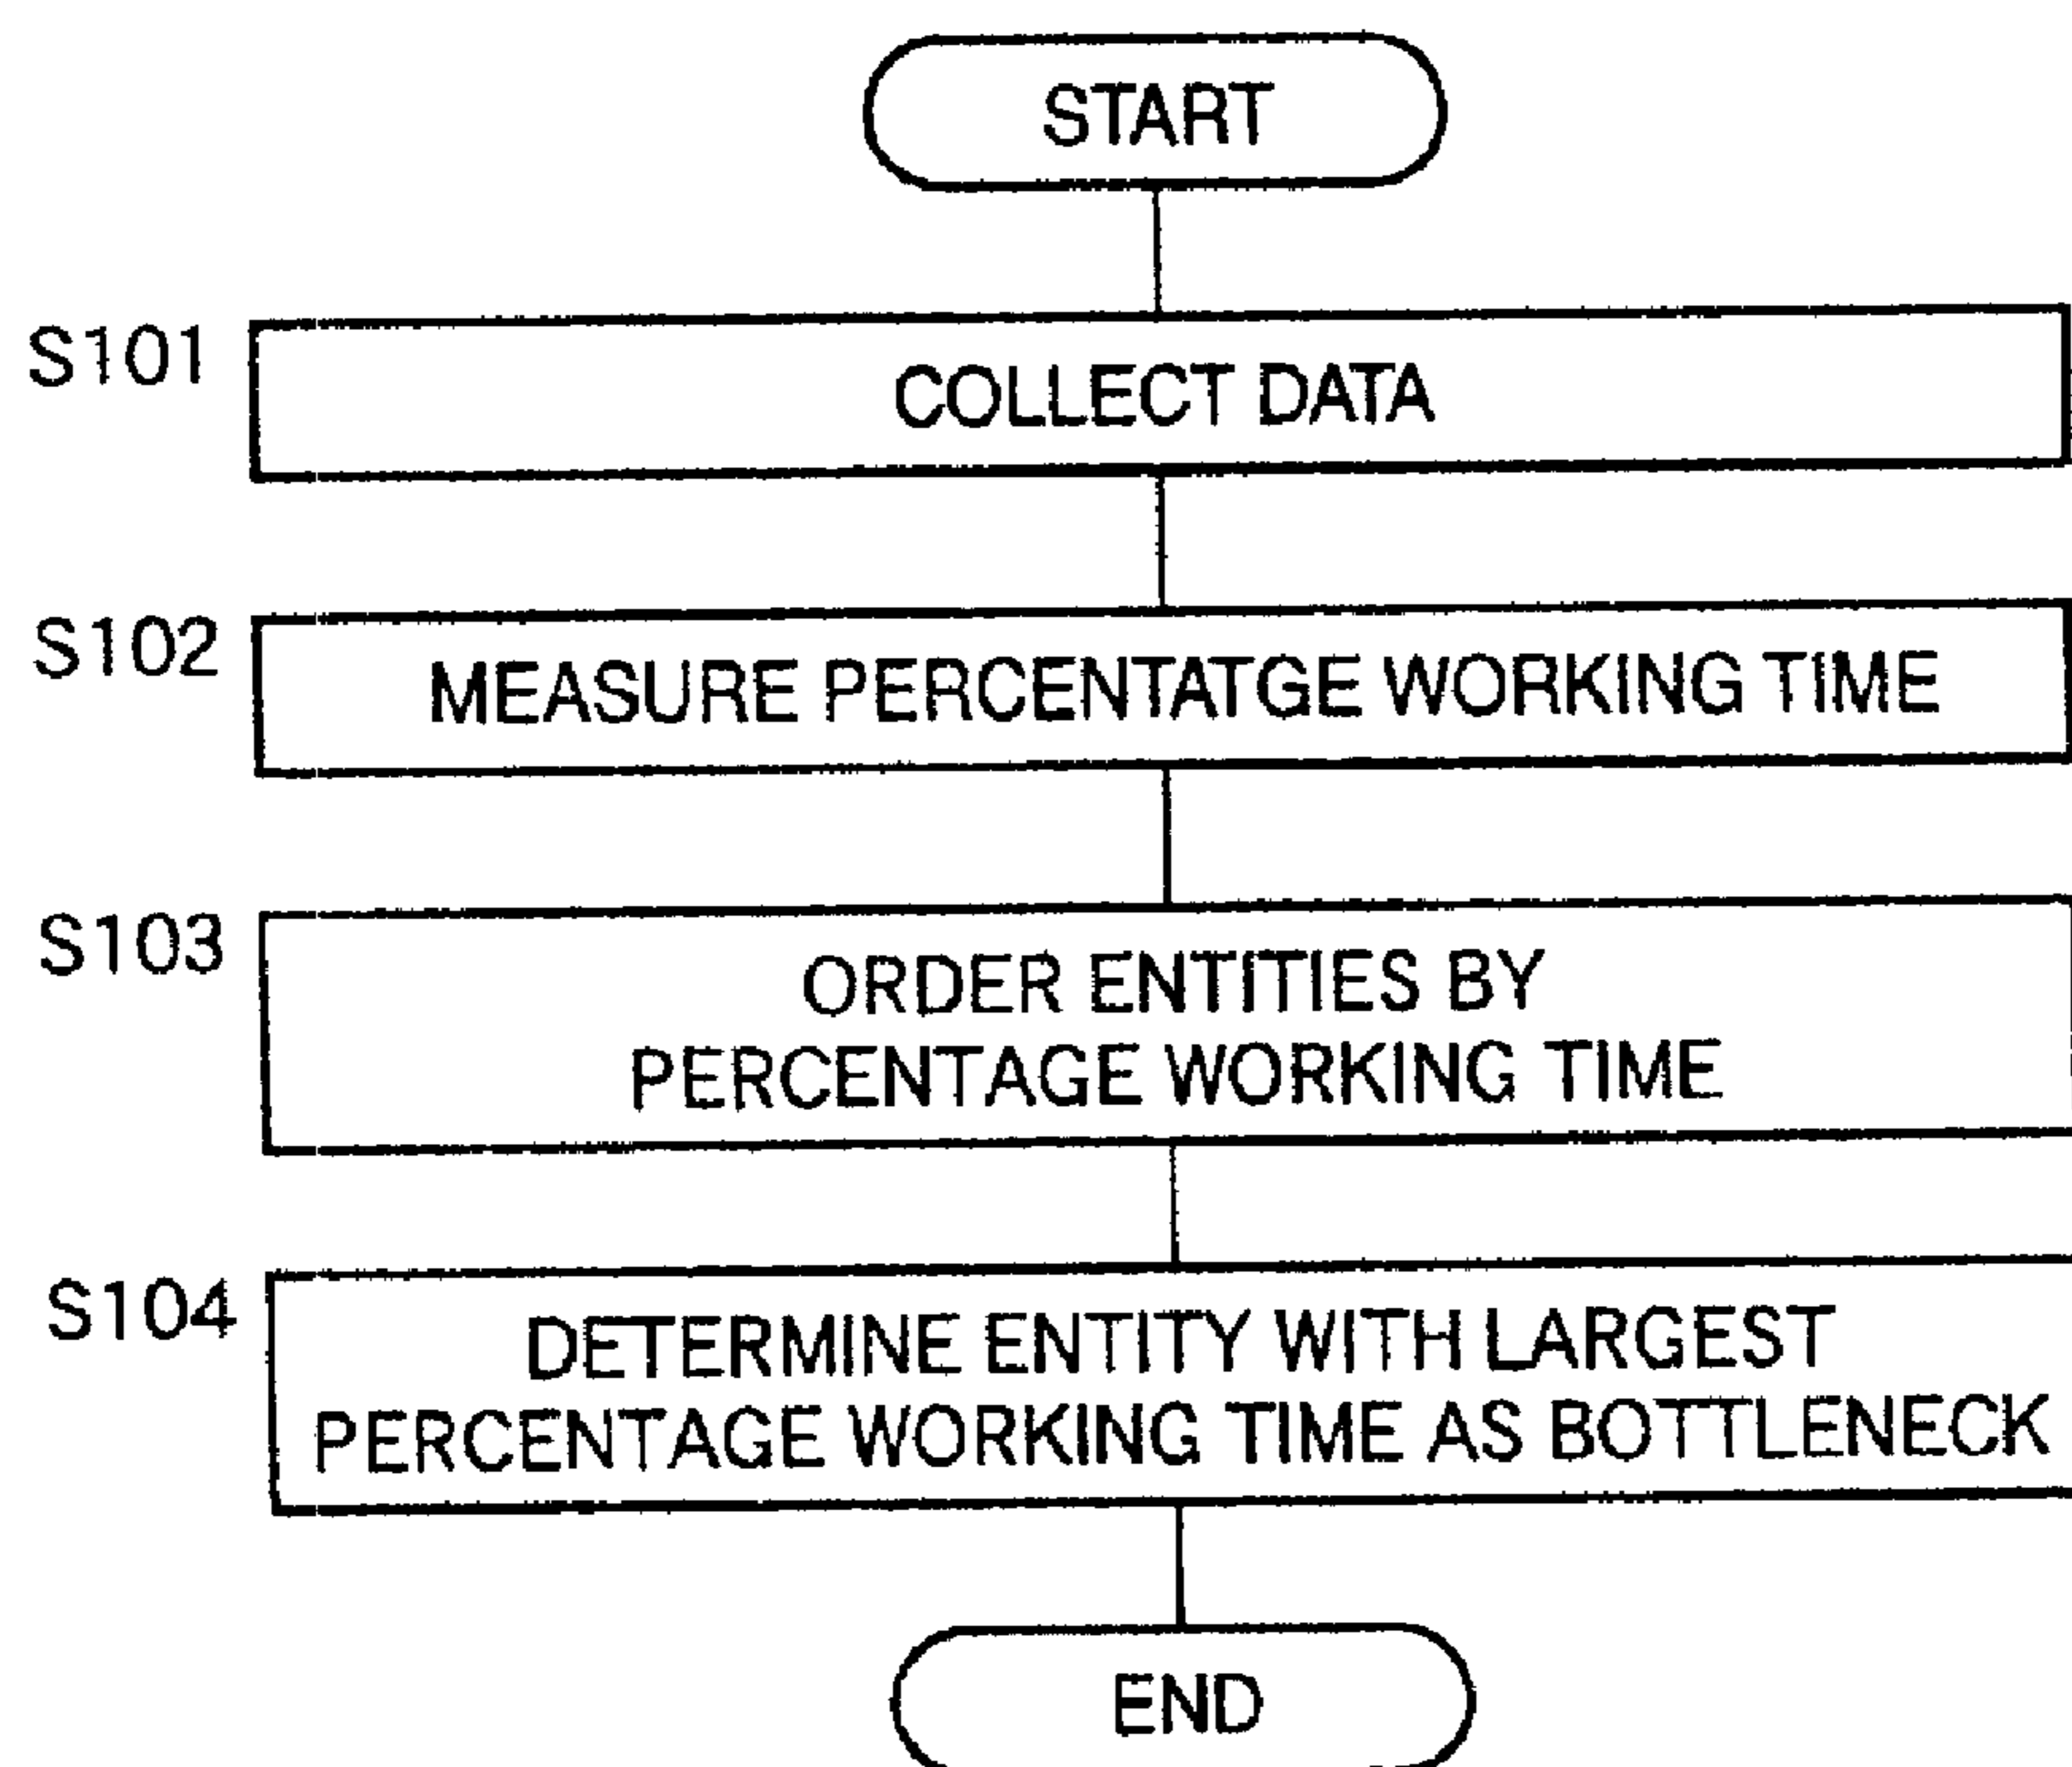 START
S101
COLLECT DATA
S102
MEASURE PERCENTATGE WORKING TIME
S103
ORDER ENTITIES BY
PERCENTAGE WORKING TIME
S104
DETERMINE ENTITY WITH LARGEST
PERCENTAGE WORKING TIME AS BOTTLENECK
END